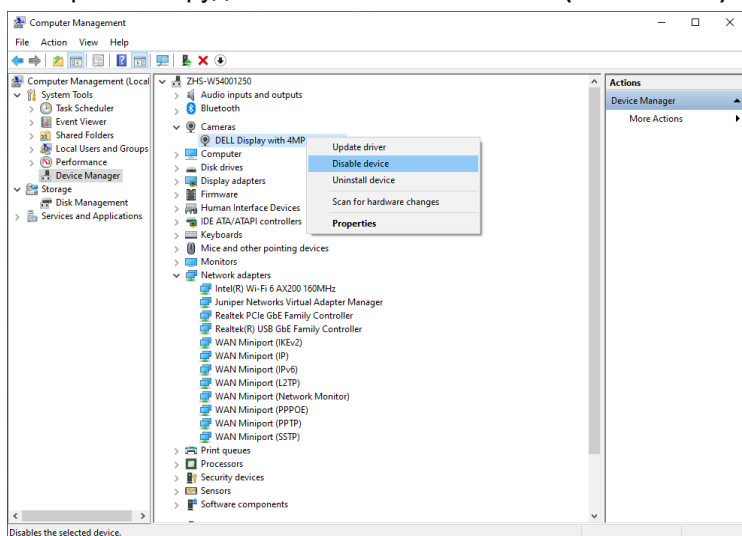 Computer Management
File Action View Help
Computer Management (Local
System Tools
Task Scheduler
Event Viewer
Shared Folders
Local Users and Groups
Performance
Device Manager
Storage
Disk Management
Services and Applications
ZHS-W54001250
Audio inputs and outputs
Bluetooth
Cameras
DELL Display with 4MP
Computer
Disk drives
Display adapters
Firmware
Human Interface Devices
IDE ATA/ATAPI controllers
Keyboards
Mice and other pointing devices
Monitors
Network adapters
Intel(R) Wi-Fi 6 AX200 160MHz
Juniper Networks Virtual Adapter Manager
Realtek PCIe GbE Family Controller
Realtek(R) USB GbE Family Controller
WAN Miniport (IKEv2)
WAN Miniport (IP)
WAN Miniport (IPv6)
WAN Miniport (L2TP)
WAN Miniport (Network Monitor)
WAN Miniport (PPPOE)
WAN Miniport (PPTP)
WAN Miniport (SSTP)
Print queues
Processors
Security devices
Sensors
Software components
Update driver
Disable device
Uninstall device
Scan for hardware changes
Properties
Actions
Device Manager
More Actions
Disables the selected device.